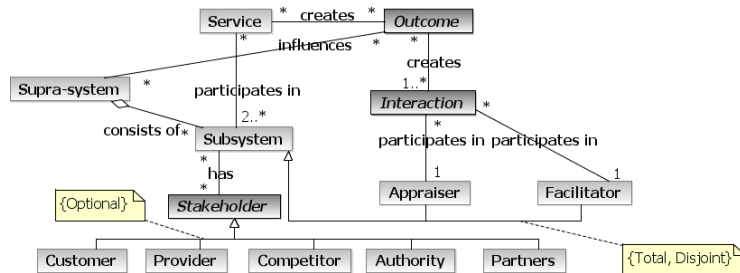 Service * creates * Outcome
* influences * *
creates
Supra-system * participates in 1..* Interaction *
consists of * 2..* * participates in participates in
Subsystem
* has 1 1
* Appraiser Facilitator
{Optional} Stakeholder
Customer Provider Competitor Authority Partners {Total, Disjoint}